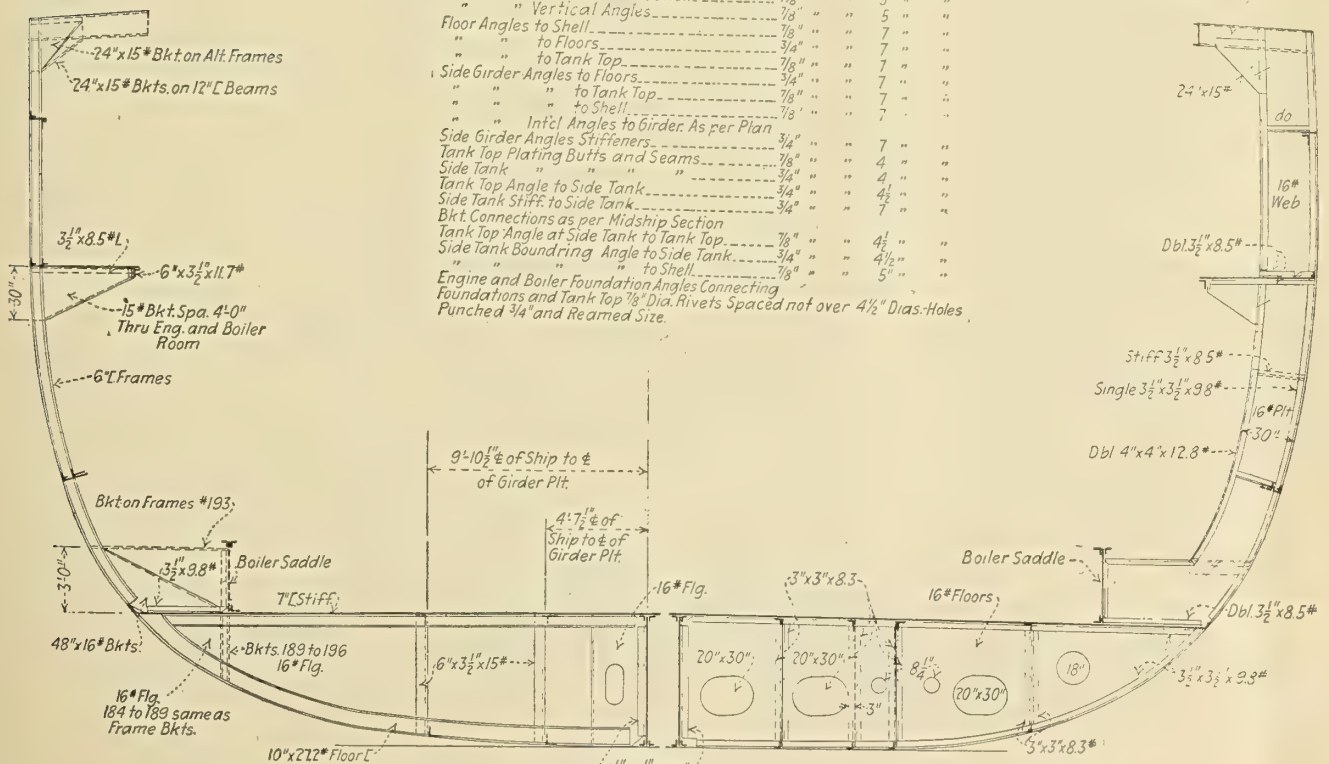 " " Vertical Angles 7/8" " " 5 " "
Floor Angles to Shell 7/8" " " 7 " "
" " to Floors 3/4" " " 7 " "
" " to Tank Top 7/8" " " 7 " "
Side Girder Angles to Floors 3/4" " " 7 " "
" " " to Tank Top 7/8" " " 7 " "
" " " to Shell 7/8" " " 7 " "
" " Int'cl Angles to Girder. As per Plan
Side Girder Angles Stiffeners 3/4" " " 7 " "
Tank Top Plating Butts and Seams 7/8" " " 4 " "
Side Tank " " " " 3/4" " " 4 " "
Tank Top Angle to Side Tank 3/4" " " 4½ " "
Side Tank Stiff. to Side Tank 3/4" " " 7 " "
Bkt. Connections as per Midship Section
Tank Top Angle at Side Tank to Tank Top 7/8" " " 4½ " "
Side Tank Boundring Angle to Side Tank 3/4" " " 4½ " "
" " " " to Shell 7/8" " " 5" " "
Engine and Boiler Foundation Angles Connecting
Foundations and Tank Top 7/8" Dia. Rivets Spaced not over 4½" Dias.-Holes
Punched 3/4" and Reamed Size.
24"x15# Bkt. on Alt. Frames
24"x15# Bkts. on 12"[ Beams
3½"x8.5# L
6"x3½"x11.7#
30"
15# Bkt. Spa. 4'-0"
Thru Eng. and Boiler
Room
6"[ Frames
Bkt on Frames #193
3'0"
3½"x9.8#
Boiler Saddle
7"[ Stiff.
48"x16# Bkts.
16# Flg.
184 to 189 same as
Frame Bkts.
Bkts. 189 to 196
16# Flg.
10"x27.2# Floor [
6"x3½"x15#
9'-10½" ℄ of Ship to ℄
of Girder Plt.
4'-7½" ℄ of
Ship to ℄ of
Girder Plt.
16# Flg.
24"x15#
do
16#
Web
Dbl. 3½"x8.5#
Stiff 3½"x8.5#
Single 3½"x3½"x9.8#
16# Plt
30"
Dbl 4"x4"x12.8#
Boiler Saddle
3"x3"x8.3
16# Floors
20"x30"
20"x30"
8¼"
3"
20"x30"
18"
Dbl. 3½"x8.5#
3½"x3½"x9.8#
3"x3"x8.3#